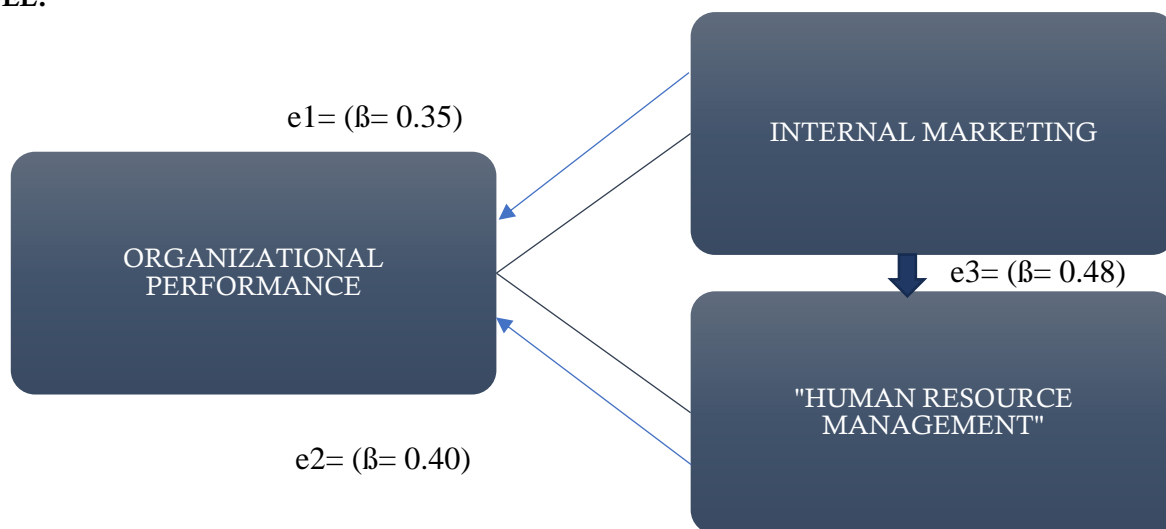 e1= (ß= 0.35)
INTERNAL MARKETING
ORGANIZATIONAL
PERFORMANCE
e3= (ß= 0.48)
"HUMAN RESOURCE
MANAGEMENT"
e2= (ß= 0.40)